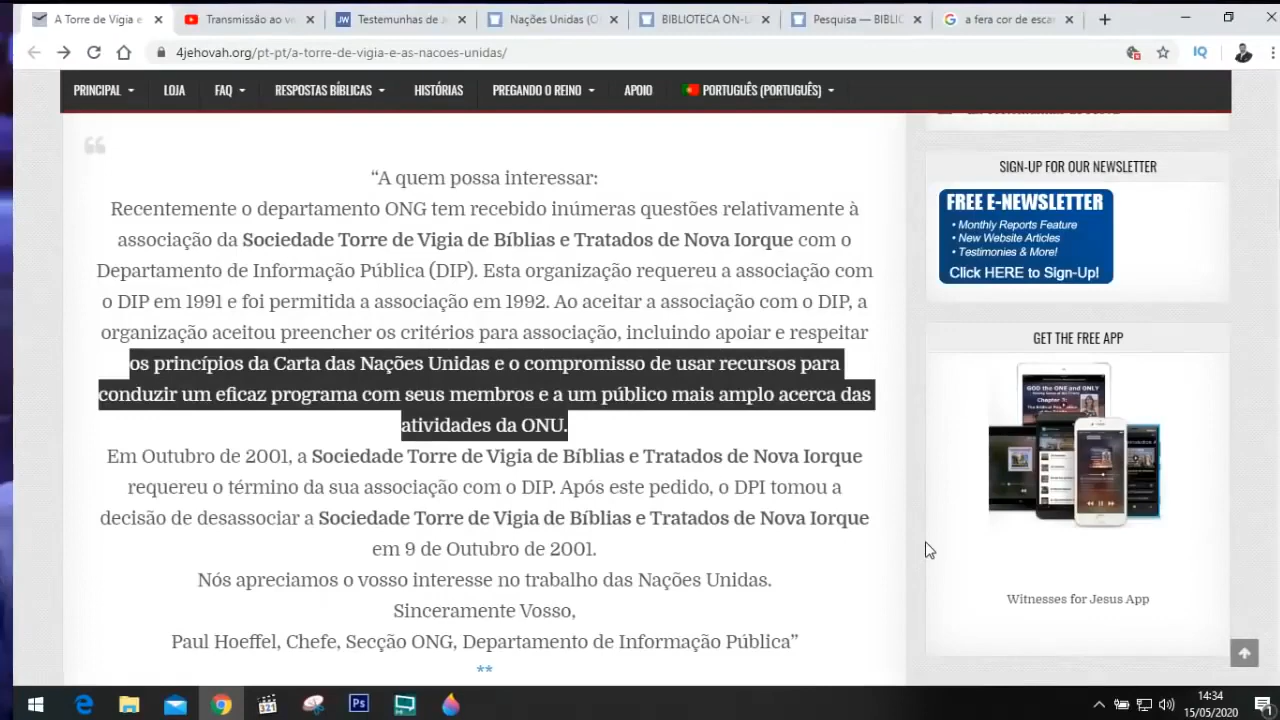 A Torre de Vigia e
Transmissão ao v
Testemunhas de J
Nações Unidas (O
BIBLIOTECA ON-L
Pesquisa — BIBLIC
a fera cor de escar
4jehovah.org/pt-pt/a-torre-de-vigia-e-as-nacoes-unidas/
PRINCIPAL
LOJA
FAQ
RESPOSTAS BÍBLICAS
HISTÓRIAS
PREGANDO O REINO
APOIO
PORTUGUÊS (PORTUGUÊS)
“A quem possa interessar:
Recentemente o departamento ONG tem recebido inúmeras questões relativamente à
associação da Sociedade Torre de Vigia de Bíblias e Tratados de Nova Iorque com o
Departamento de Informação Pública (DIP). Esta organização requereu a associação com
o DIP em 1991 e foi permitida a associação em 1992. Ao aceitar a associação com o DIP, a
organização aceitou preencher os critérios para associação, incluindo apoiar e respeitar
os princípios da Carta das Nações Unidas e o compromisso de usar recursos para
conduzir um eficaz programa com seus membros e a um público mais amplo acerca das
atividades da ONU.
Em Outubro de 2001, a Sociedade Torre de Vigia de Bíblias e Tratados de Nova Iorque
requereu o término da sua associação com o DIP. Após este pedido, o DPI tomou a
decisão de desassociar a Sociedade Torre de Vigia de Bíblias e Tratados de Nova Iorque
em 9 de Outubro de 2001.
Nós apreciamos o vosso interesse no trabalho das Nações Unidas.
Sinceramente Vosso,
Paul Hoeffel, Chefe, Secção ONG, Departamento de Informação Pública”
**
SIGN-UP FOR OUR NEWSLETTER
FREE E-NEWSLETTER
• Monthly Reports Feature
• New Website Articles
• Testimonies & More!
Click HERE to Sign-Up!
GET THE FREE APP
GOD the ONE and ONLY
Witnesses for Jesus App
14:34
15/05/2020